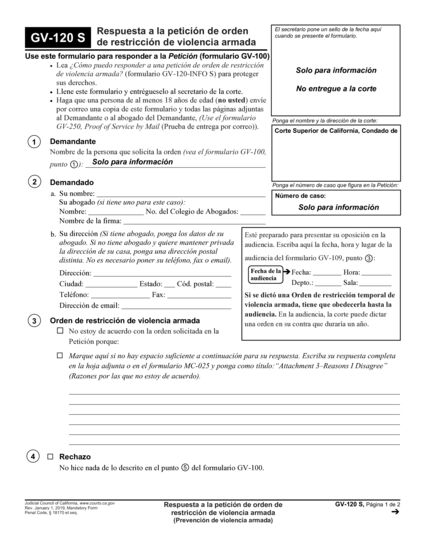 GV-120 S
Respuesta a la petición de orden
de restricción de violencia armada
El secretario pone un sello de la fecha aquí
cuando se presente el formulario.
Solo para información
No entregue a la corte
Ponga el nombre y la dirección de la corte:
Corte Superior de California, Condado de
Ponga el número de caso que figura en la Petición:
Número de caso:
Solo para información
Use este formulario para responder a la Petición (formulario GV-100)
• Lea ¿Cómo puedo responder a una petición de orden de restricción
de violencia armada? (formulario GV-120-INFO S) para proteger
sus derechos.
• Llene este formulario y entrégueselo al secretario de la corte.
• Haga que una persona de al menos 18 años de edad (no usted) envíe
por correo una copia de este formulario y todas las páginas adjuntas
al Demandante o al abogado del Demandante, (Use el formulario
GV-250, Proof of Service by Mail (Prueba de entrega por correo)).
1 Demandante
Nombre de la persona que solicita la orden (vea el formulario GV-100,
punto 1): Solo para información
2 Demandado
a. Su nombre:
Su abogado (si tiene uno para este caso):
Nombre: No. del Colegio de Abogados:
Nombre de la firma:
b. Su dirección (Si tiene abogado, ponga los datos de su
abogado. Si no tiene abogado y quiere mantener privada
la dirección de su casa, ponga una dirección postal
distinta. No es necesario poner su teléfono, fax o email).
Dirección:
Ciudad: Estado: Cód. postal:
Teléfono: Fax:
Dirección de email:
Esté preparado para presentar su posición en la
audiencia. Escriba aquí la fecha, hora y lugar de la
audiencia del formulario GV-109, punto 3:
Fecha de la
audiencia
➔ Fecha: Hora:
Depto.: Sala:
Si se dictó una Orden de restricción temporal de
violencia armada, tiene que obedecerla hasta la
audiencia. En la audiencia, la corte puede dictar
una orden en su contra que duraría un año.
3 Orden de restricción de violencia armada
☐ No estoy de acuerdo con la orden solicitada en la
Petición porque:
☐ Marque aquí si no hay espacio suficiente a continuación para su respuesta. Escriba su respuesta completa
en la hoja adjunta o en el formulario MC-025 y ponga como título: "Attachment 3–Reasons I Disagree"
(Razones por las que no estoy de acuerdo).
4 ☐ Rechazo
No hice nada de lo descrito en el punto 5 del formulario GV-100.
Judicial Council of California, www.courts.ca.gov
Rev. January 1, 2019, Mandatory Form
Penal Code, § 18170 et seq.
Respuesta a la petición de orden de
restricción de violencia armada
(Prevención de violencia armada)
GV-120 S, Página 1 de 2
➔